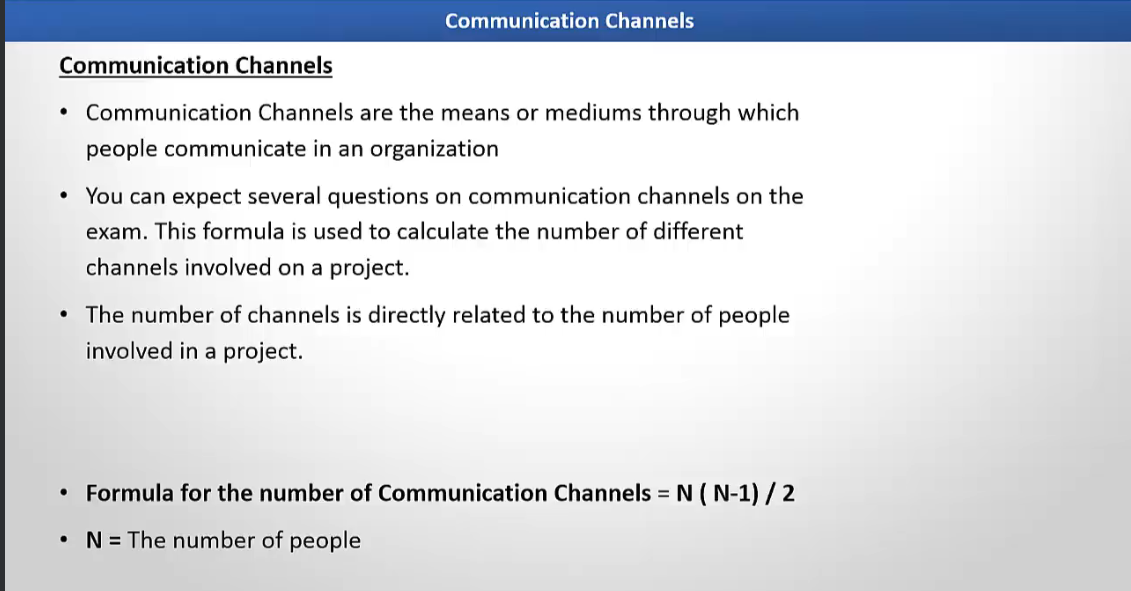 Communication Channels
Communication Channels
• Communication Channels are the means or mediums through which
people communicate in an organization
• You can expect several questions on communication channels on the
exam. This formula is used to calculate the number of different
channels involved on a project.
• The number of channels is directly related to the number of people
involved in a project.
• Formula for the number of Communication Channels = N ( N-1) / 2
• N = The number of people